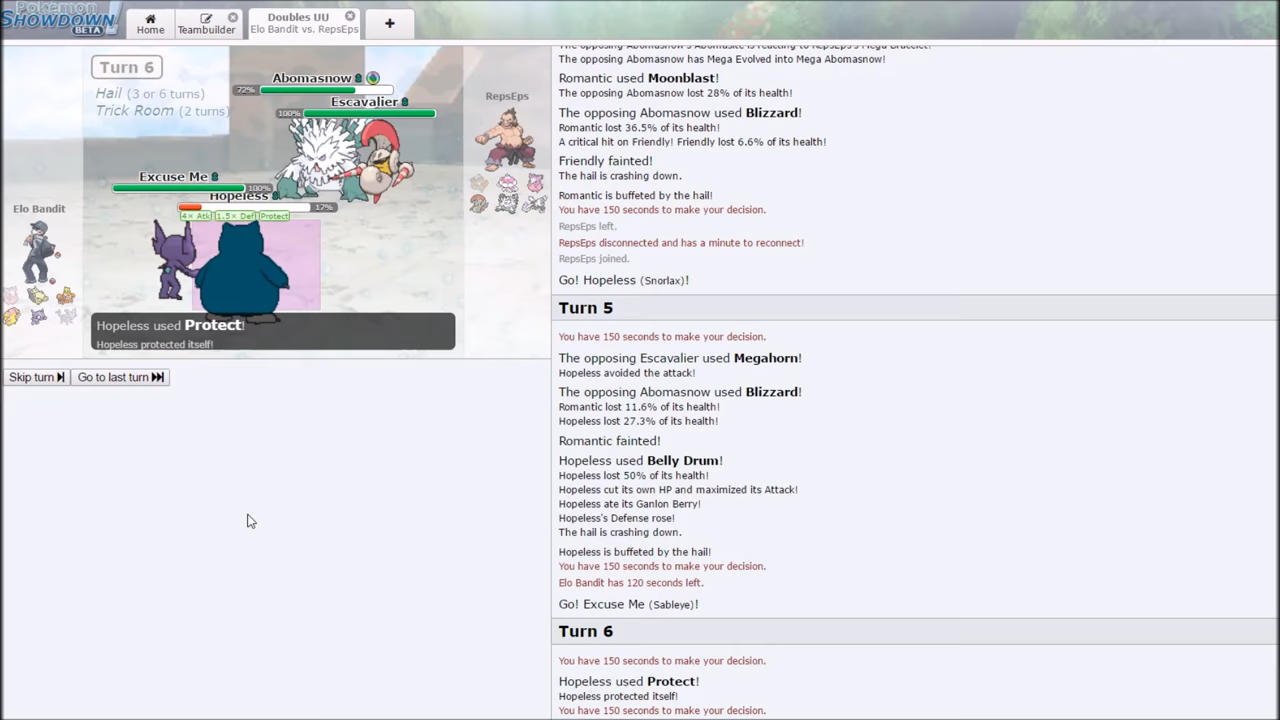 Pokémon
SHOWDOWN
BETA
Home
Teambuilder
Doubles UU
Elo Bandit vs. RepsEps
+
Turn 6
Hail (3 or 6 turns)
Trick Room (2 turns)
Abomasnow
72%
Escavalier
100%
Excuse Me
100%
Hopeless
17%
4× Atk 1.5× Def Protect
Elo Bandit
RepsEps
Hopeless used Protect!
Hopeless protected itself!
Skip turn
Go to last turn
The opposing Abomasnow's Abomasite is reacting to RepsEps's Mega Bracelet!
The opposing Abomasnow has Mega Evolved into Mega Abomasnow!
Romantic used Moonblast!
The opposing Abomasnow lost 28% of its health!
The opposing Abomasnow used Blizzard!
Romantic lost 36.5% of its health!
A critical hit on Friendly! Friendly lost 6.6% of its health!
Friendly fainted!
The hail is crashing down.
Romantic is buffeted by the hail!
You have 150 seconds to make your decision.
RepsEps left.
RepsEps disconnected and has a minute to reconnect!
RepsEps joined.
Go! Hopeless (Snorlax)!
Turn 5
You have 150 seconds to make your decision.
The opposing Escavalier used Megahorn!
Hopeless avoided the attack!
The opposing Abomasnow used Blizzard!
Romantic lost 11.6% of its health!
Hopeless lost 27.3% of its health!
Romantic fainted!
Hopeless used Belly Drum!
Hopeless lost 50% of its health!
Hopeless cut its own HP and maximized its Attack!
Hopeless ate its Ganlon Berry!
Hopeless's Defense rose!
The hail is crashing down.
Hopeless is buffeted by the hail!
You have 150 seconds to make your decision.
Elo Bandit has 120 seconds left.
Go! Excuse Me (Sableye)!
Turn 6
You have 150 seconds to make your decision.
Hopeless used Protect!
Hopeless protected itself!
You have 150 seconds to make your decision.